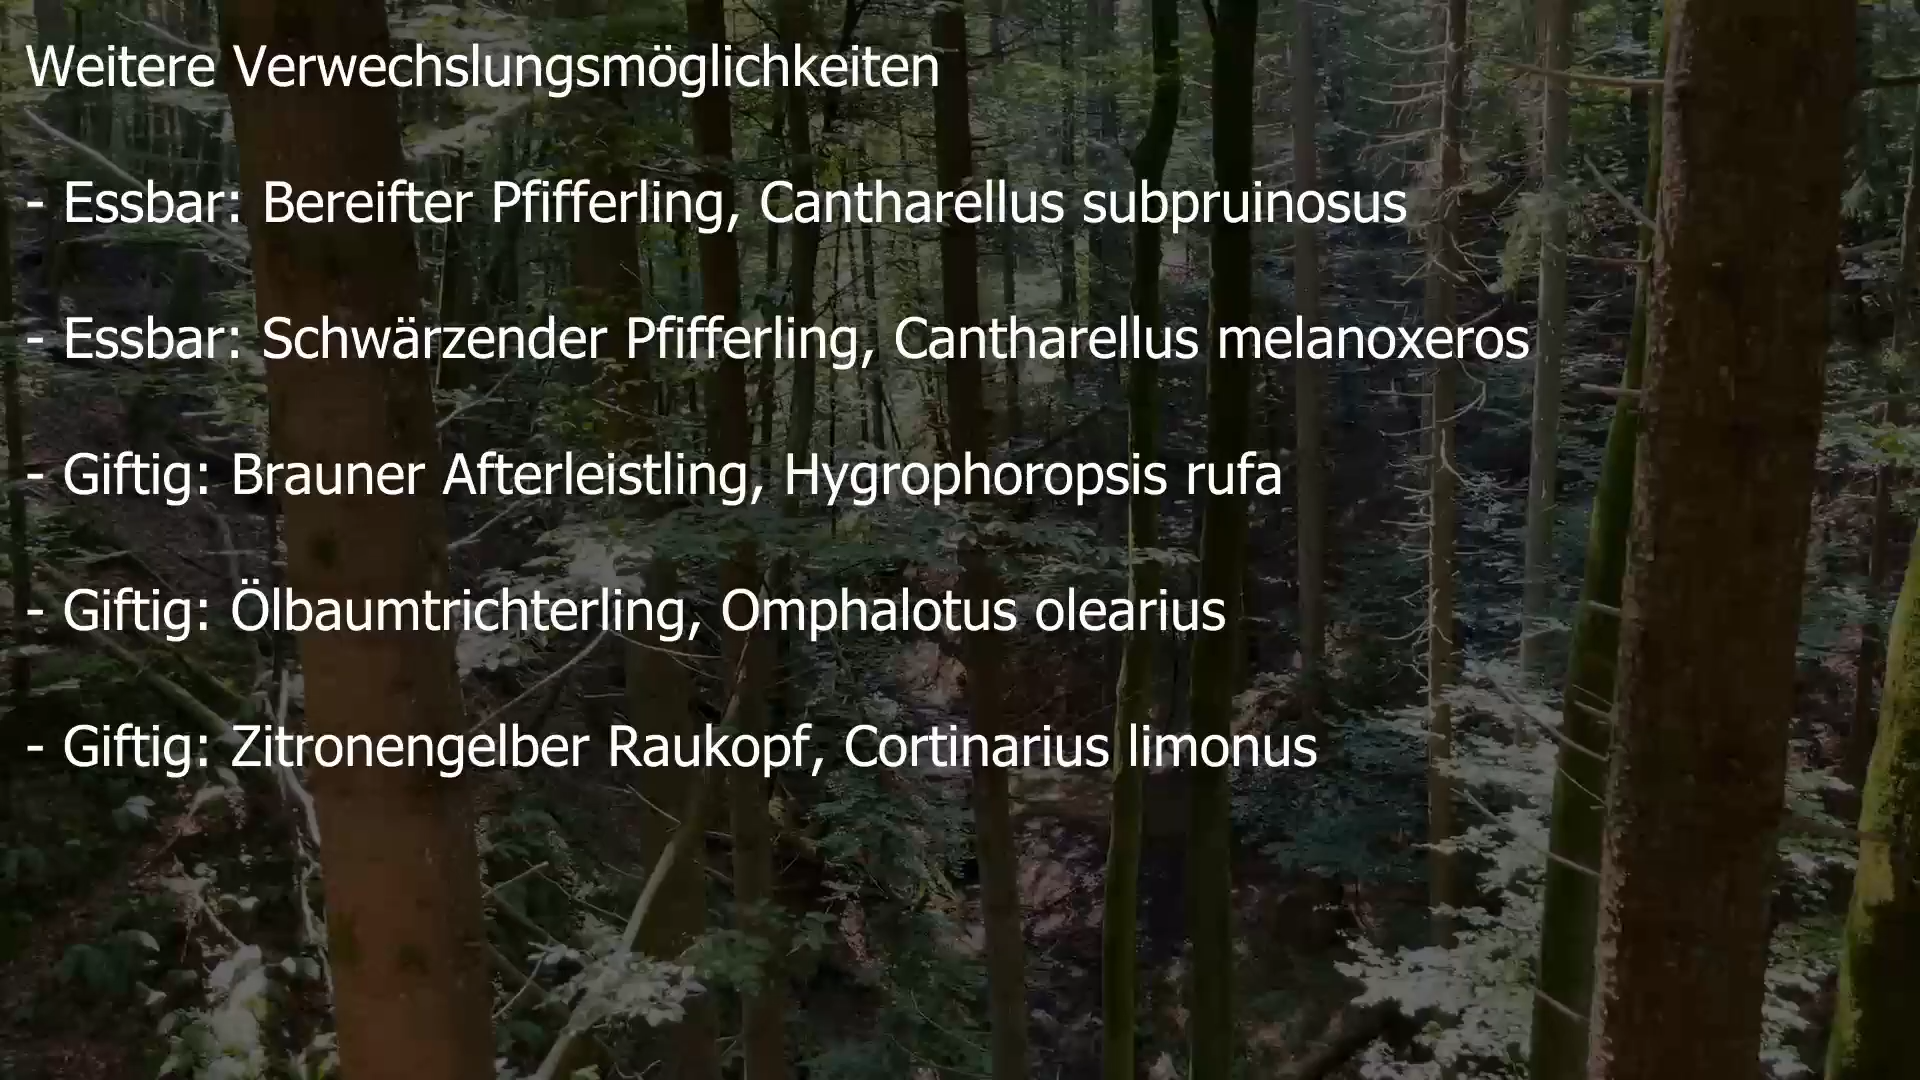 Weitere Verwechslungsmöglichkeiten
- Essbar: Bereifter Pfifferling, Cantharellus subpruinosus
- Essbar: Schwärzender Pfifferling, Cantharellus melanoxeros
- Giftig: Brauner Afterleistling, Hygrophoropsis rufa
- Giftig: Ölbaumtrichterling, Omphalotus olearius
- Giftig: Zitronengelber Raukopf, Cortinarius limonus